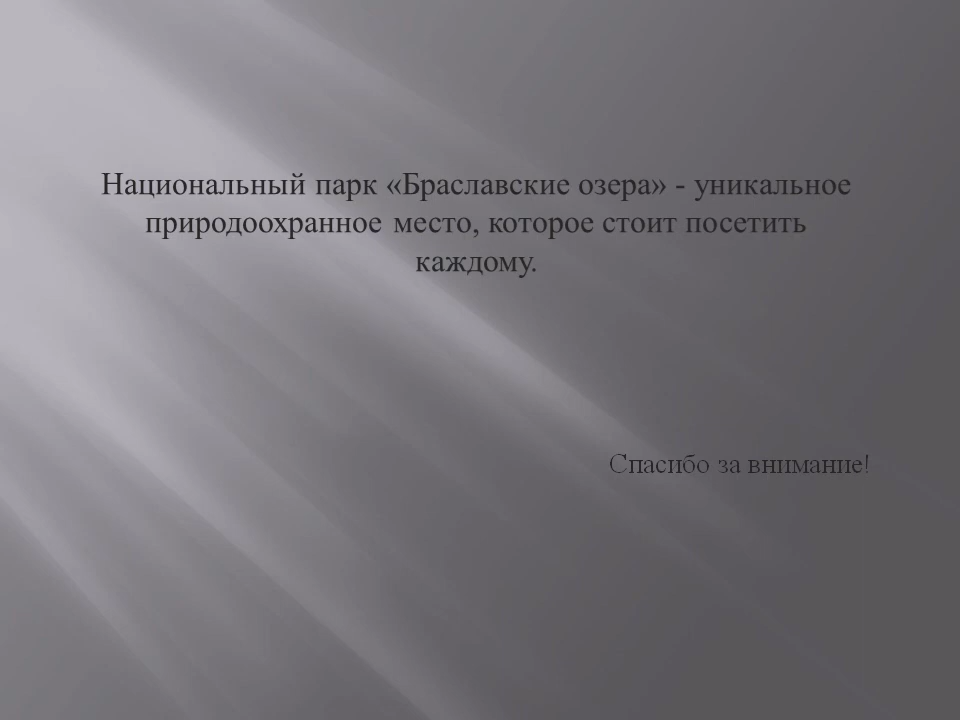 Национальный парк «Браславские озера» - уникальное
природоохранное место, которое стоит посетить
каждому.
Спасибо за внимание!